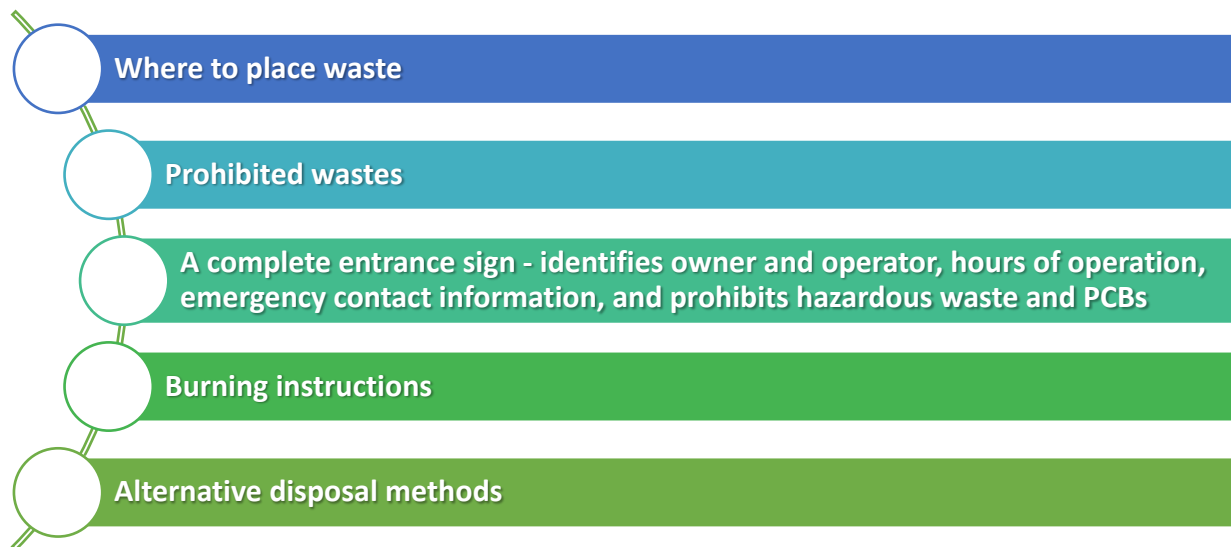 Where to place waste
Prohibited wastes
A complete entrance sign - identifies owner and operator, hours of operation,
emergency contact information, and prohibits hazardous waste and PCBs
Burning instructions
Alternative disposal methods